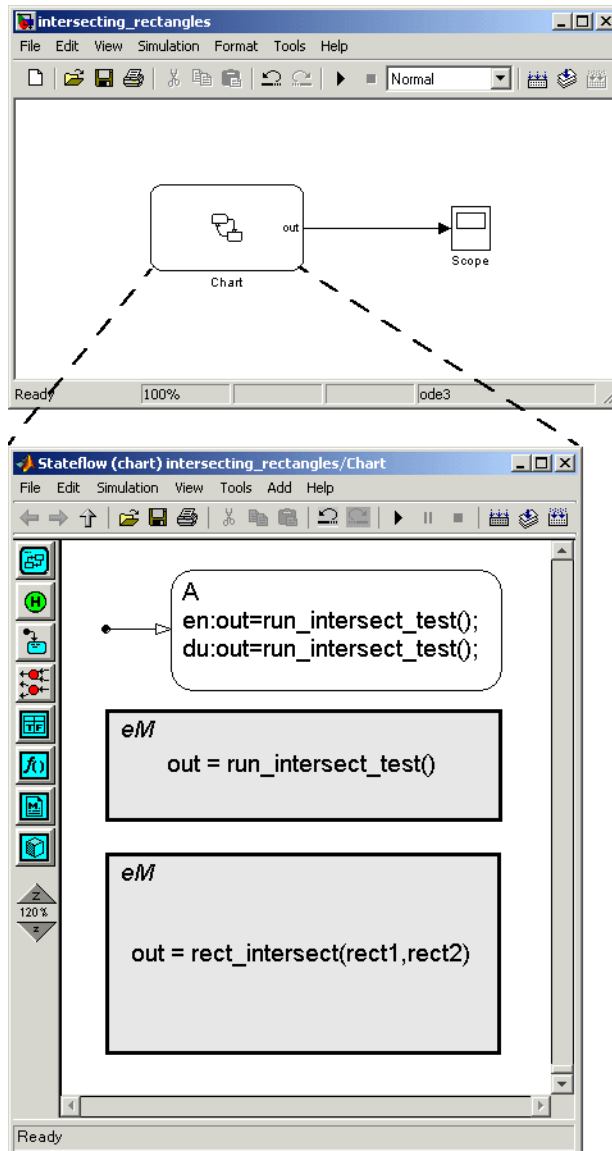 intersecting_rectangles
File Edit View Simulation Format Tools Help
Normal
out
Chart
Scope
Ready 100% ode3
Stateflow (chart) intersecting_rectangles/Chart
File Edit Simulation View Tools Add Help
A
en:out=run_intersect_test();
du:out=run_intersect_test();
H
eM
out = run_intersect_test()
TF
f()
M
eM
out = rect_intersect(rect1,rect2)
Z
120%
z
Ready